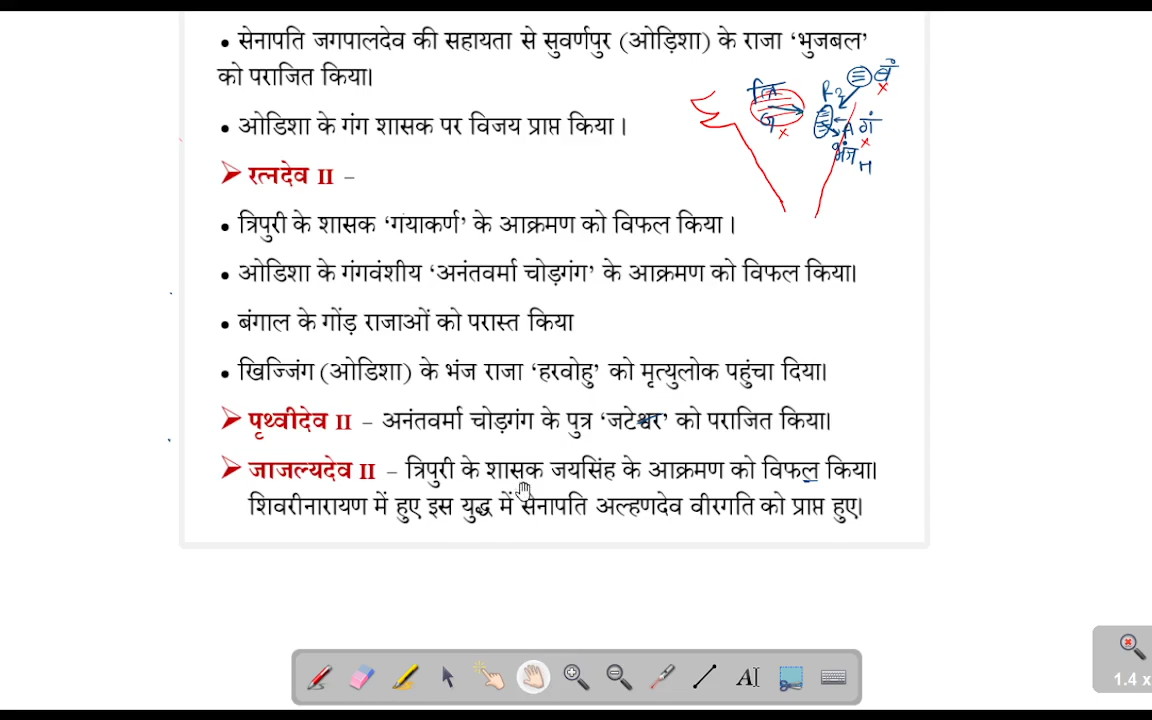 • सेनापति जगपालदेव की सहायता से सुवर्णपुर (ओड़िशा) के राजा ‘भुजबल’
को पराजित किया।
• ओडिशा के गंग शासक पर विजय प्राप्त किया ।
➢ रत्नदेव II –
• त्रिपुरी के शासक ‘गयाकर्ण’ के आक्रमण को विफल किया ।
• ओडिशा के गंगवंशीय ‘अनंतवर्मा चोड़गंग’ के आक्रमण को विफल किया।
• बंगाल के गोंड़ राजाओं को परास्त किया
• खिज्जिंग (ओडिशा) के भंज राजा ‘हरवोहु’ को मृत्युलोक पहुंचा दिया।
➢ पृथ्वीदेव II – अनंतवर्मा चोड़गंग के पुत्र ‘जटेश्वर’ को पराजित किया।
➢ जाजल्यदेव II – त्रिपुरी के शासक जयसिंह के आक्रमण को विफल किया।
शिवरीनारायण में हुए इस युद्ध में सेनापति अल्हणदेव वीरगति को प्राप्त हुए।
R2
बं
A गं
भंज
H
1.4 x